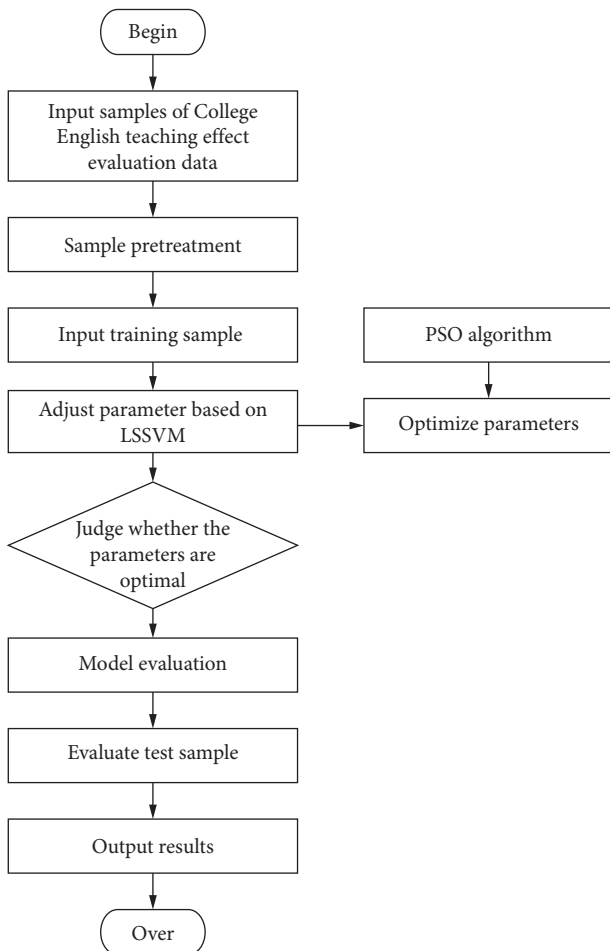 Begin
Input samples of College
English teaching effect
evaluation data
Sample pretreatment
Input training sample
PSO algorithm
Adjust parameter based on
LSSVM
Optimize parameters
Judge whether the
parameters are
optimal
Model evaluation
Evaluate test sample
Output results
Over